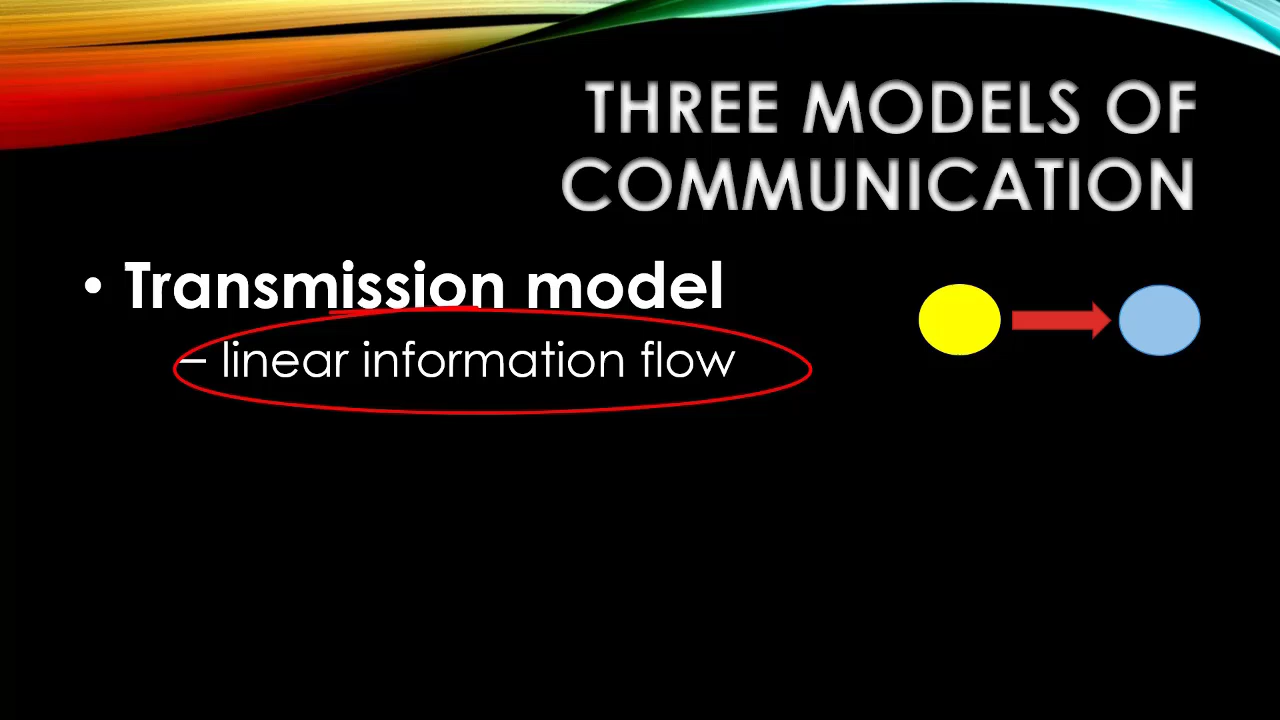 THREE MODELS OF
COMMUNICATION
• Transmission model
– linear information flow